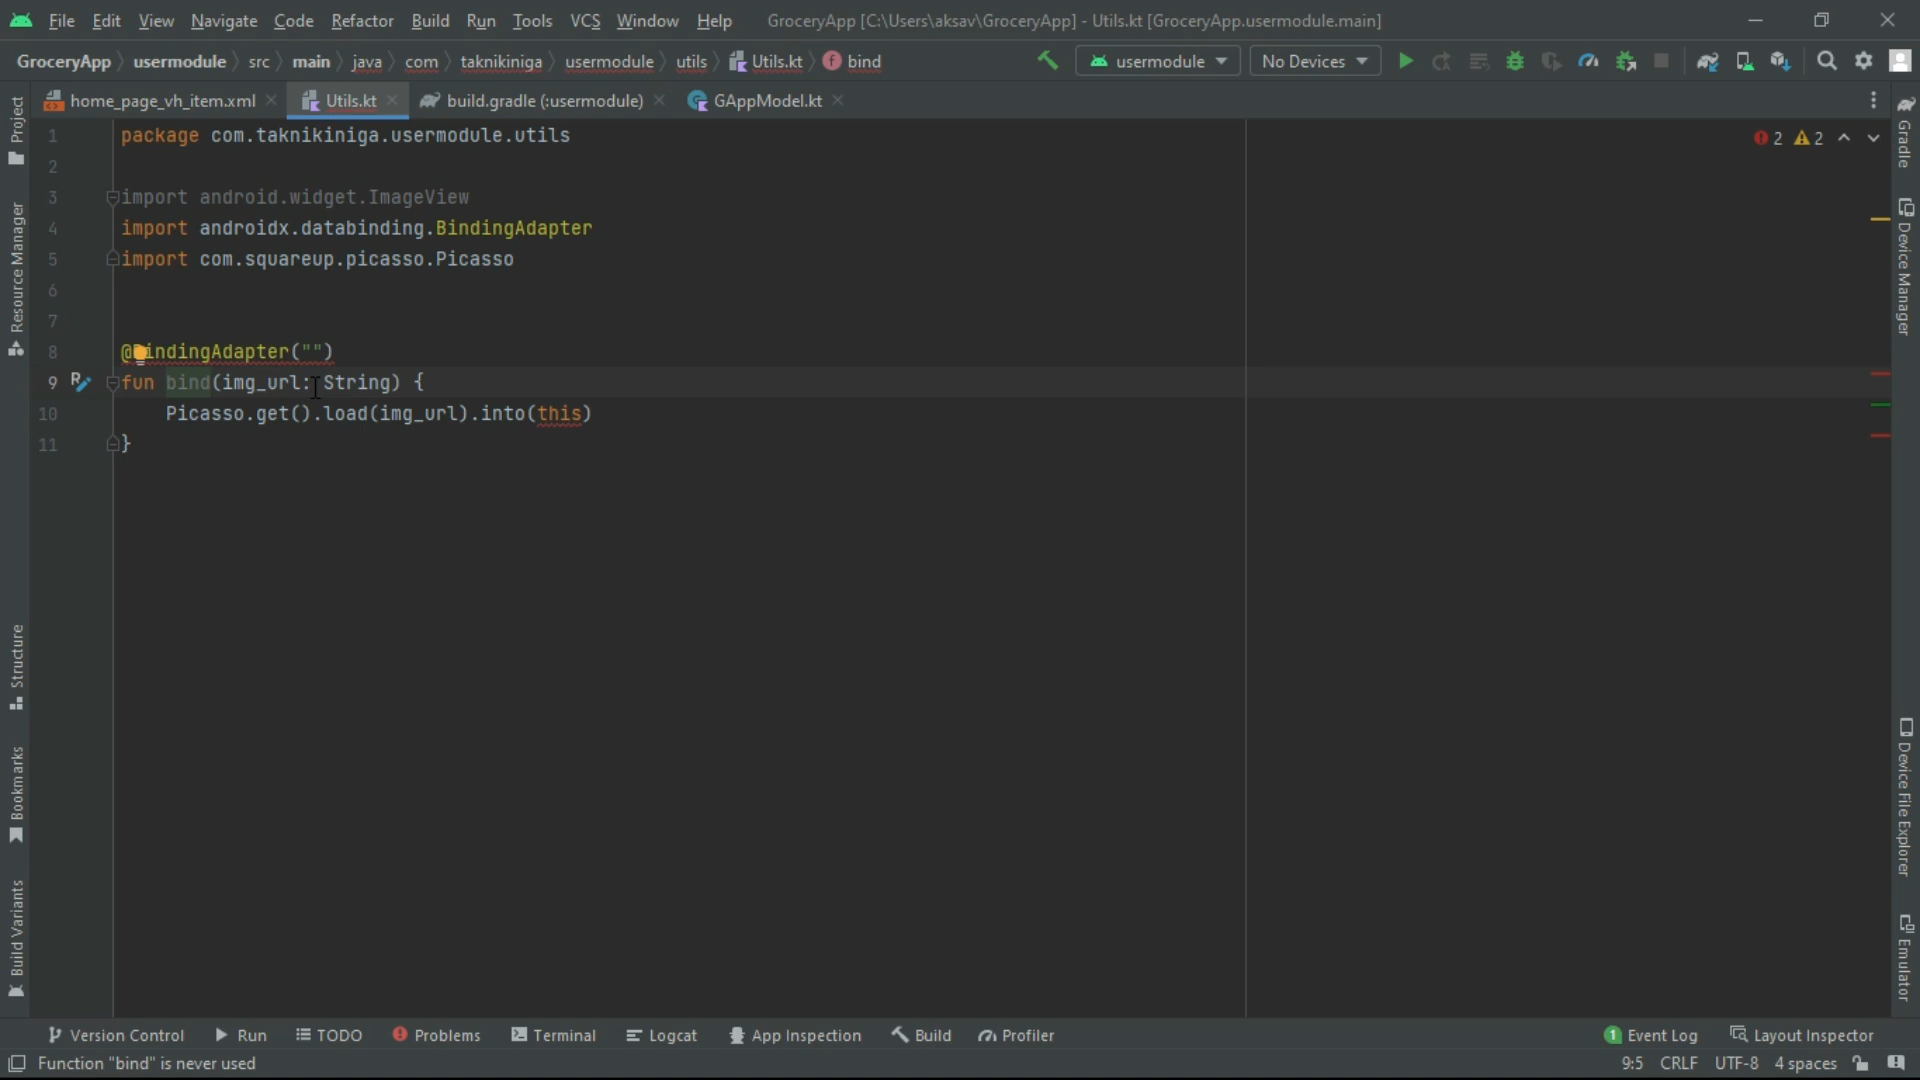 File Edit View Navigate Code Refactor Build Run Tools VCS Window Help GroceryApp [C:\Users\aksav\GroceryApp] - Utils.kt [GroceryApp.usermodule.main]
GroceryApp usermodule src main java com taknikiniga usermodule utils Utils.kt bind usermodule No Devices
home_page_vh_item.xml Utils.kt build.gradle (:usermodule) GAppModel.kt
1 package com.taknikiniga.usermodule.utils
2 2
2
3 import android.widget.ImageView
4 import androidx.databinding.BindingAdapter
5 import com.squareup.picasso.Picasso
6
7
8 @BindingAdapter("")
9 fun bind(img_url: String) {
10 Picasso.get().load(img_url).into(this)
11 }
Project
Resource Manager
Structure
Bookmarks
Build Variants
Gradle
Device Manager
Device File Explorer
Emulator
Version Control Run TODO Problems Terminal Logcat App Inspection Build Profiler 1 Event Log Layout Inspector
Function "bind" is never used 9:5 CRLF UTF-8 4 spaces